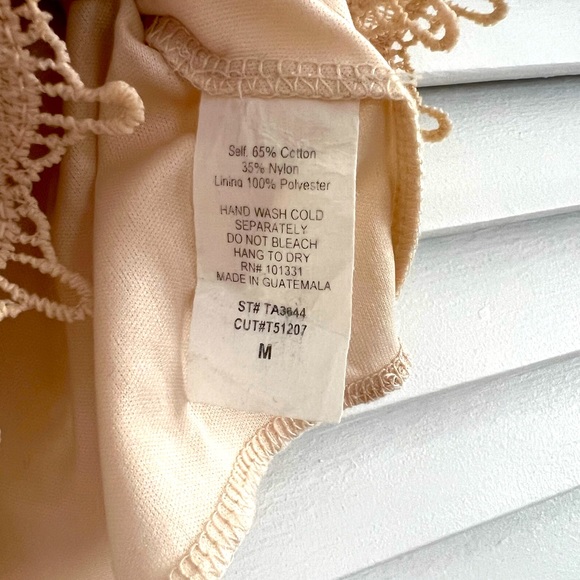 Self. 65% Cotton
35% Nylon
Lining 100% Polyester
HAND WASH COLD
SEPARATELY
DO NOT BLEACH
HANG TO DRY
RN# 101331
MADE IN GUATEMALA
ST# TA3644
CUT#T51207
M